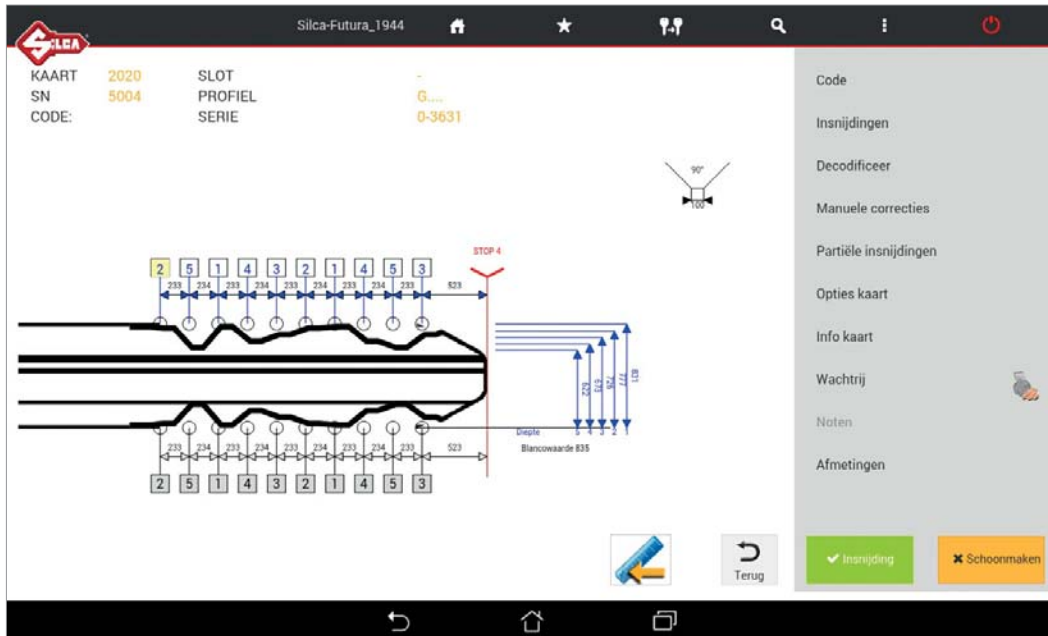 SILCA
Silca-Futura_1944
KAART 2020 SLOT -
SN 5004 PROFIEL G....
CODE: SERIE 0-3631
90°
100
STOP 4
2 5 1 4 3 2 1 4 5 3
233 234 233 234 233 234 233 234 233 523
622 673 726 777 831
Diepte 5 4 3 2 1
Blancowaarde 835
233 234 233 234 233 234 233 234 233 523
2 5 1 4 3 2 1 4 5 3
Terug
Code
Insnijdingen
Decodificeer
Manuele correcties
Partiële insnijdingen
Opties kaart
Info kaart
Wachtrij
Noten
Afmetingen
Insnijding
Schoonmaken